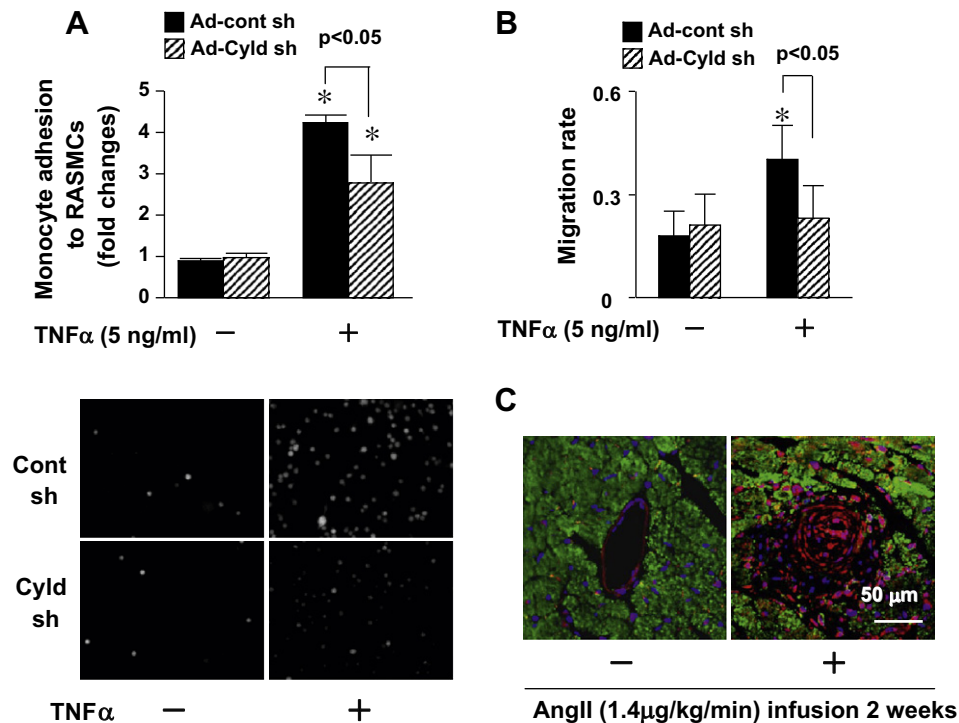 A
Ad-cont sh
Ad-Cyld sh
p<0.05
Monocyte adhesion
to RASMCs
(fold changes)
5
4
3
2
1
0
*
*
TNFα (5 ng/ml) − +
B
Ad-cont sh
Ad-Cyld sh
p<0.05
Migration rate
0.6
0.3
0
*
TNFα (5 ng/ml) − +
Cont
sh
Cyld
sh
TNFα − +
C
50 μm
− +
AngII (1.4μg/kg/min) infusion 2 weeks